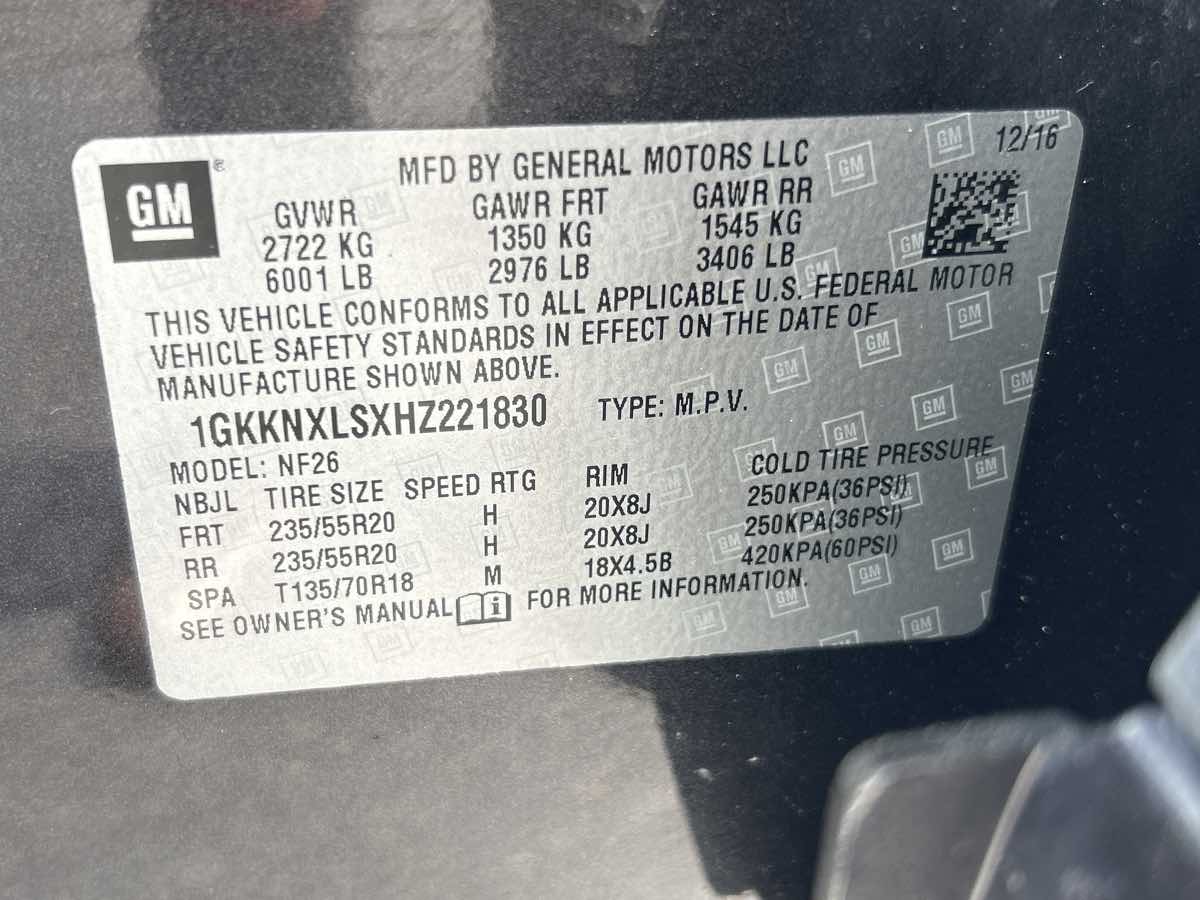 GM ® MFD BY GENERAL MOTORS LLC 12/16
GVWR GAWR FRT GAWR RR
2722 KG 1350 KG 1545 KG
6001 LB 2976 LB 3406 LB
THIS VEHICLE CONFORMS TO ALL APPLICABLE U.S. FEDERAL MOTOR
VEHICLE SAFETY STANDARDS IN EFFECT ON THE DATE OF
MANUFACTURE SHOWN ABOVE.
1GKKNXLSXHZ221830 TYPE: M.P.V.
MODEL: NF26
NBJL TIRE SIZE SPEED RTG RIM COLD TIRE PRESSURE
FRT 235/55R20 H 20X8J 250KPA(36PSI)
RR 235/55R20 H 20X8J 250KPA(36PSI)
SPA T135/70R18 M 18X4.5B 420KPA(60PSI)
SEE OWNER'S MANUAL i FOR MORE INFORMATION.